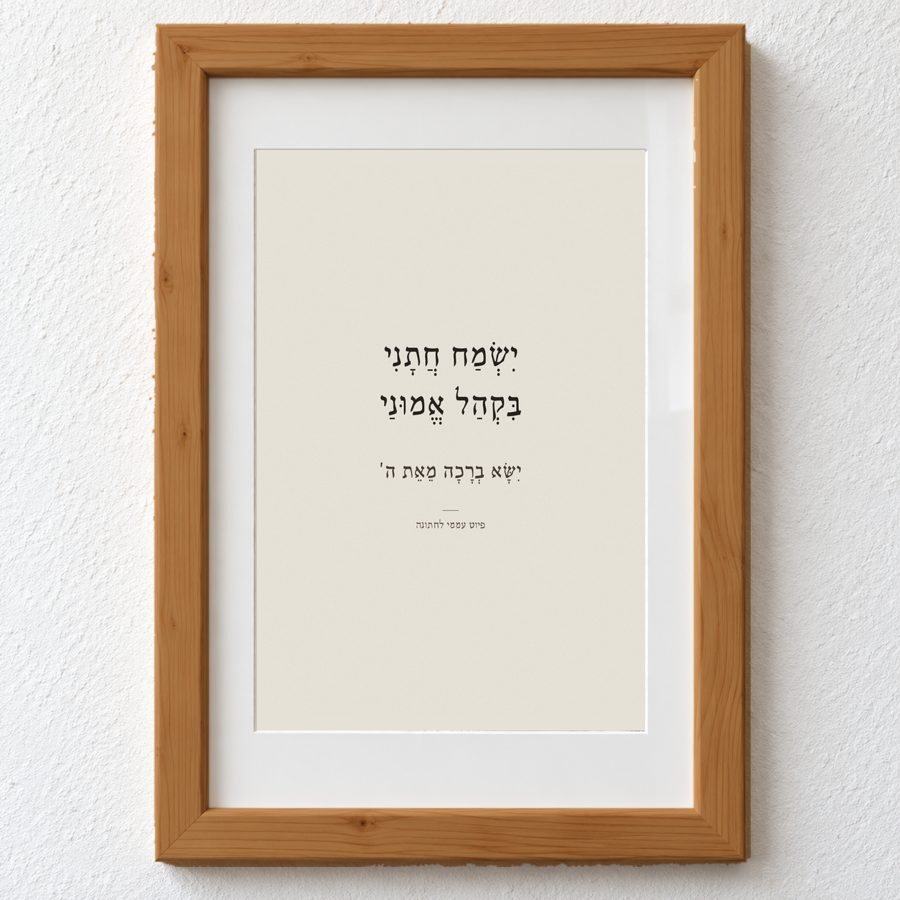 יִשְׂמַח חֲתָנִי
בִּקְהַל אֱמוּנַי
יִשָּׂא בְרָכָה מֵאֵת ה'
פיוט עממי לחתונה